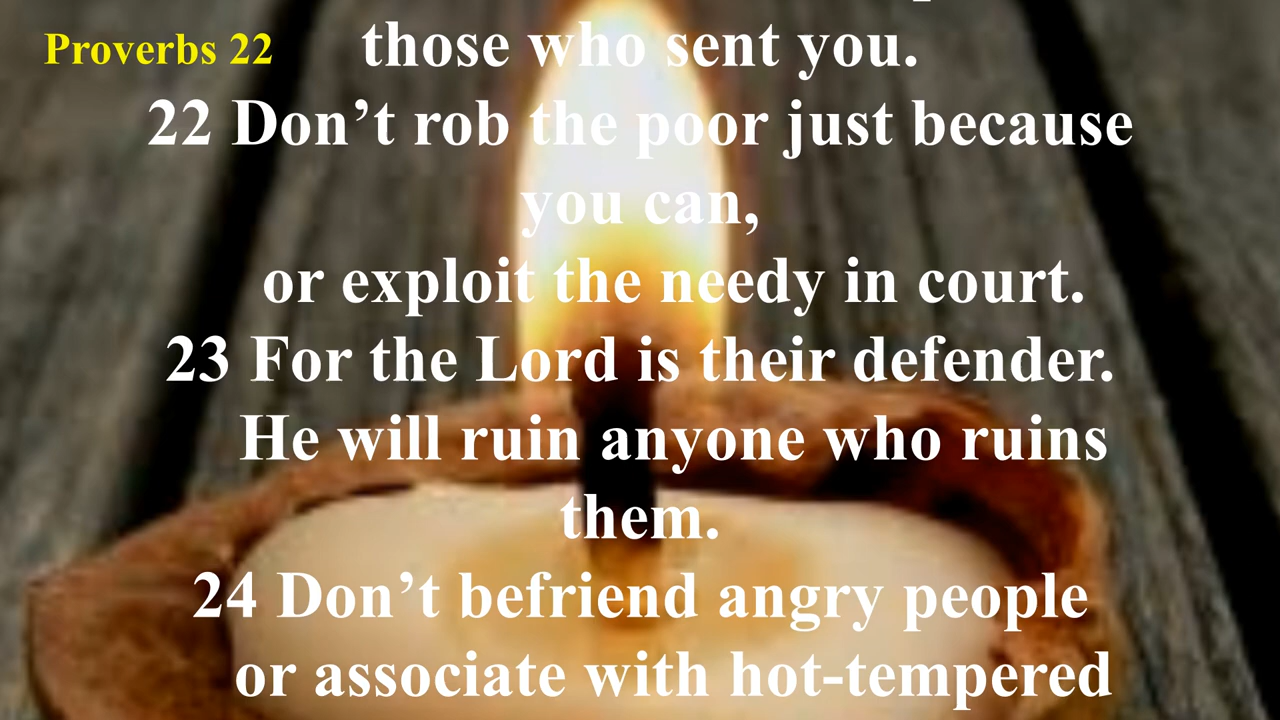 Proverbs 22
those who sent you.
22 Don’t rob the poor just because
you can,
or exploit the needy in court.
23 For the Lord is their defender.
He will ruin anyone who ruins
them.
24 Don’t befriend angry people
or associate with hot-tempered